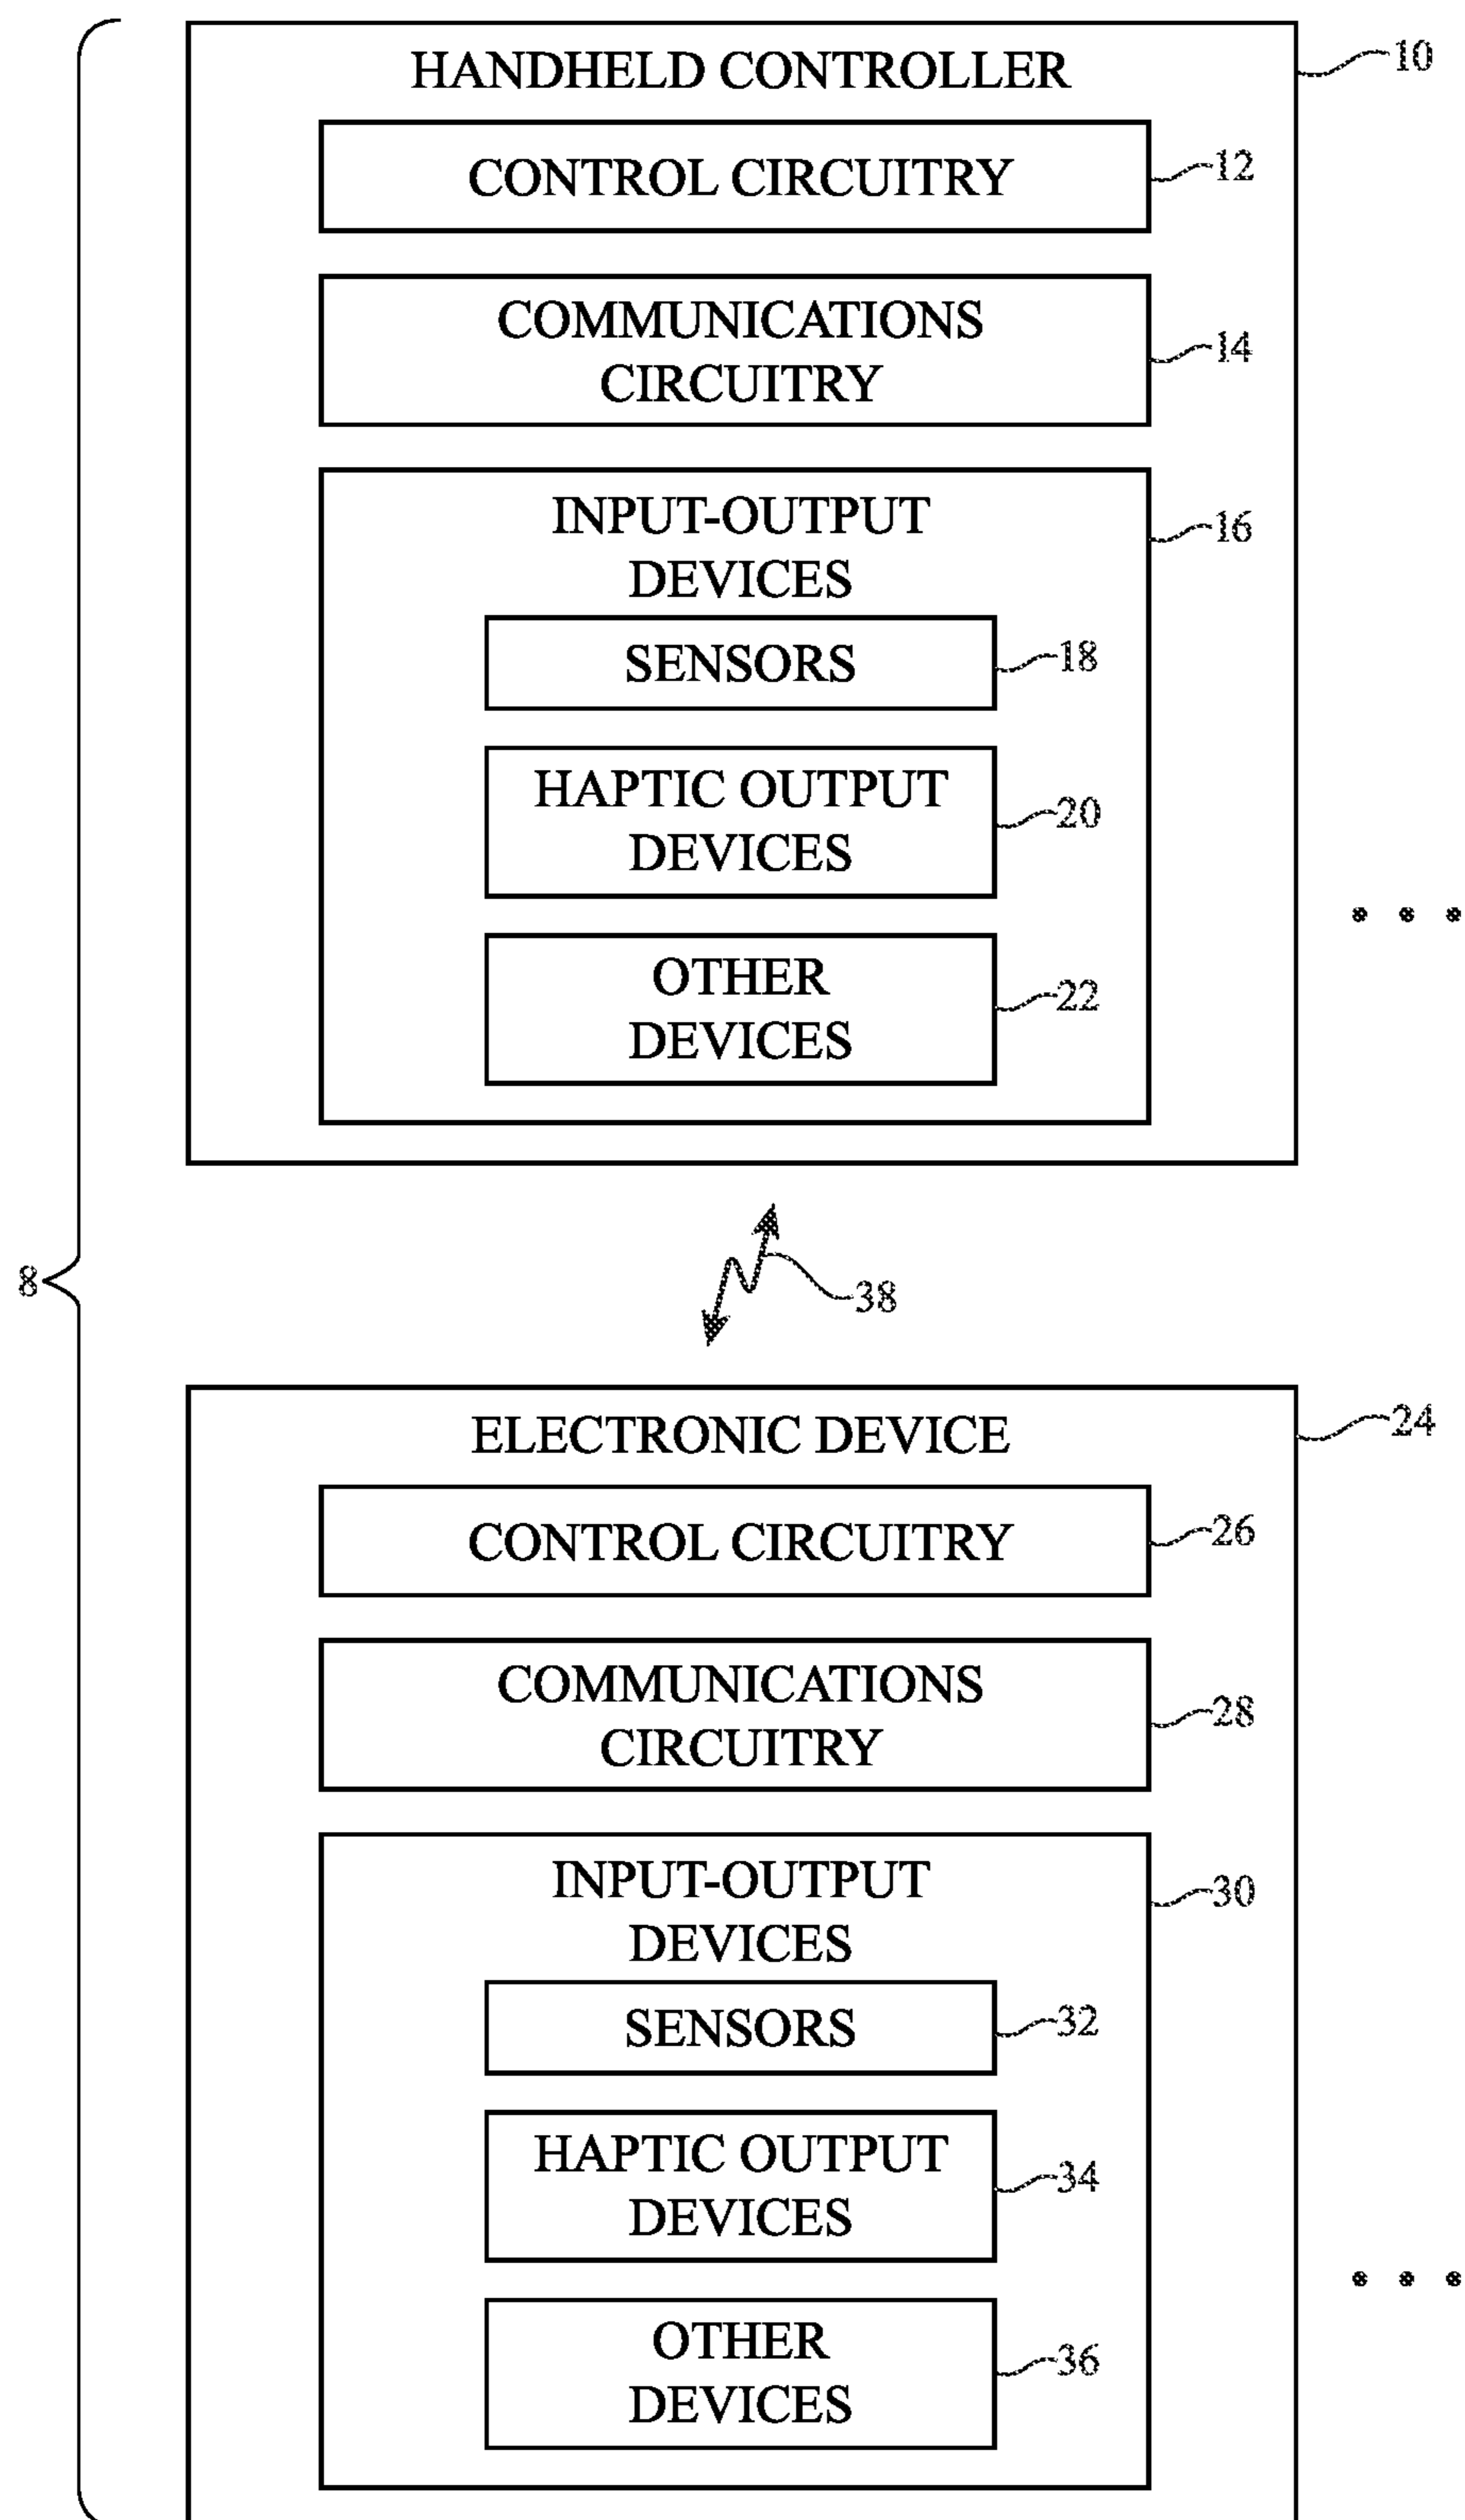 HANDHELD CONTROLLER
10
CONTROL CIRCUITRY
12
COMMUNICATIONS
CIRCUITRY
14
INPUT-OUTPUT
DEVICES
16
SENSORS
18
HAPTIC OUTPUT
DEVICES
20
OTHER
DEVICES
22
8
38
ELECTRONIC DEVICE
24
CONTROL CIRCUITRY
26
COMMUNICATIONS
CIRCUITRY
28
INPUT-OUTPUT
DEVICES
30
SENSORS
32
HAPTIC OUTPUT
DEVICES
34
OTHER
DEVICES
36